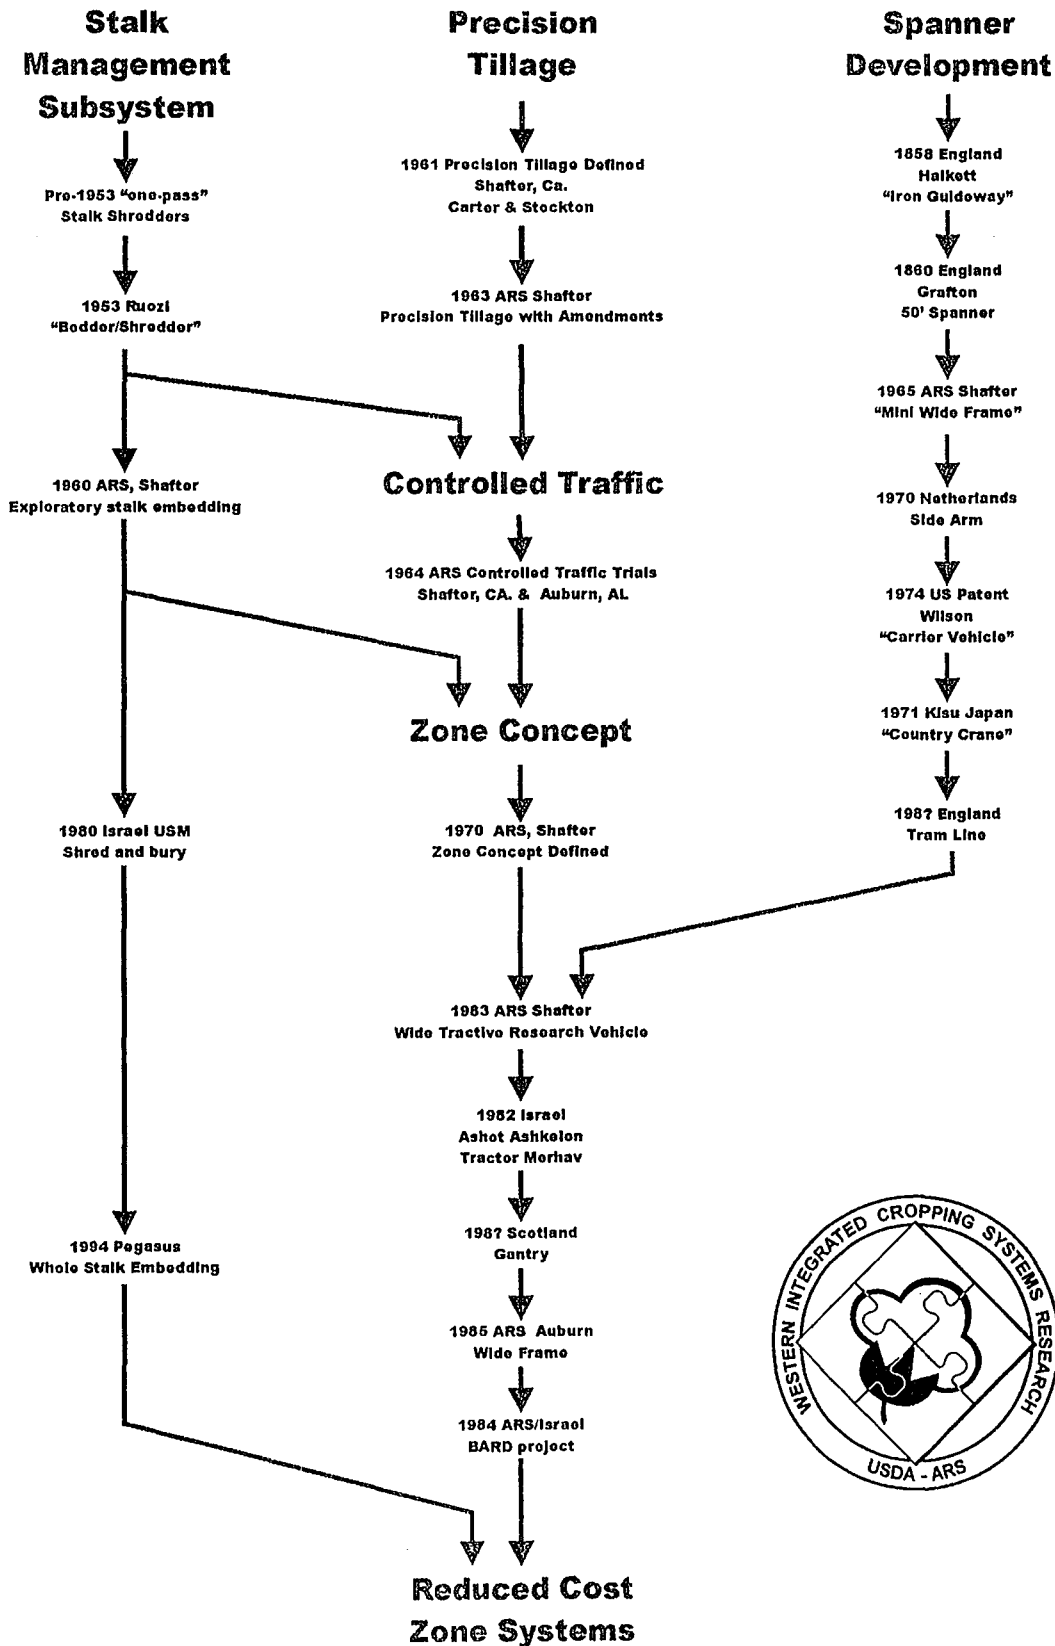 Stalk
Management
Subsystem
Pre-1953 “one-pass”
Stalk Shredders
1953 Ruozi
“Bedder/Shredder”
1960 ARS, Shafter
Exploratory stalk embedding
1980 Israel USM
Shred and bury
1994 Pegasus
Whole Stalk Embedding
Precision
Tillage
1961 Precision Tillage Defined
Shafter, Ca.
Carter & Stockton
1963 ARS Shafter
Precision Tillage with Amendments
Controlled Traffic
1964 ARS Controlled Traffic Trials
Shafter, CA. & Auburn, AL
Zone Concept
1970 ARS, Shafter
Zone Concept Defined
1983 ARS Shafter
Wide Tractive Research Vehicle
1982 Israel
Ashot Ashkelon
Tractor Merhav
198? Scotland
Gantry
1985 ARS Auburn
Wide Frame
1984 ARS/Israel
BARD project
Reduced Cost
Zone Systems
Spanner
Development
1858 England
Halkett
“Iron Guideway”
1860 England
Grafton
50' Spanner
1965 ARS Shafter
“Mini Wide Frame”
1970 Netherlands
Side Arm
1974 US Patent
Wilson
“Carrier Vehicle”
1971 Kisu Japan
“Country Crane”
198? England
Tram Line
WESTERN INTEGRATED CROPPING SYSTEMS RESEARCH
USDA - ARS